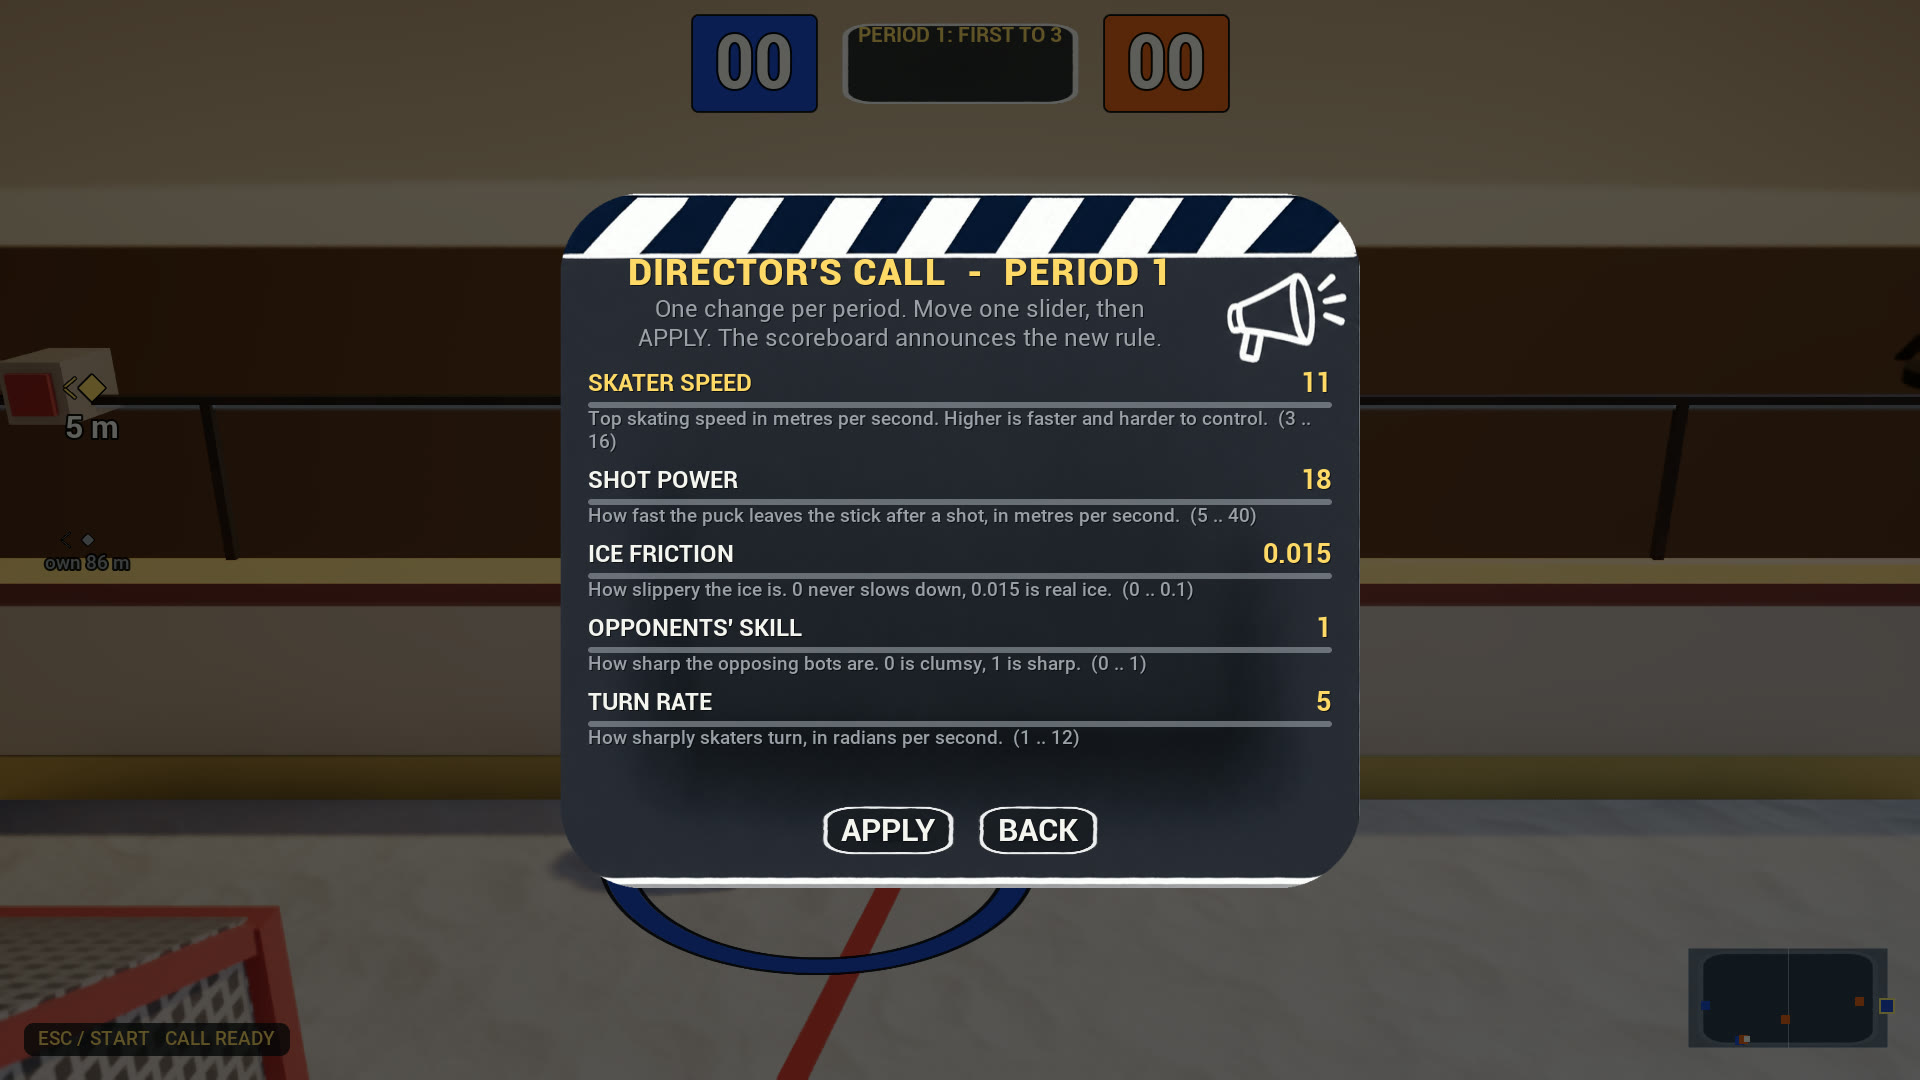 00
PERIOD 1: FIRST TO 3
00
DIRECTOR'S CALL - PERIOD 1
One change per period. Move one slider, then
APPLY. The scoreboard announces the new rule.
SKATER SPEED 11
Top skating speed in metres per second. Higher is faster and harder to control. (3 ..
16)
SHOT POWER 18
How fast the puck leaves the stick after a shot, in metres per second. (5 .. 40)
ICE FRICTION 0.015
How slippery the ice is. 0 never slows down, 0.015 is real ice. (0 .. 0.1)
OPPONENTS' SKILL 1
How sharp the opposing bots are. 0 is clumsy, 1 is sharp. (0 .. 1)
TURN RATE 5
How sharply skaters turn, in radians per second. (1 .. 12)
APPLY BACK
5 m
own 86 m
ESC / START CALL READY